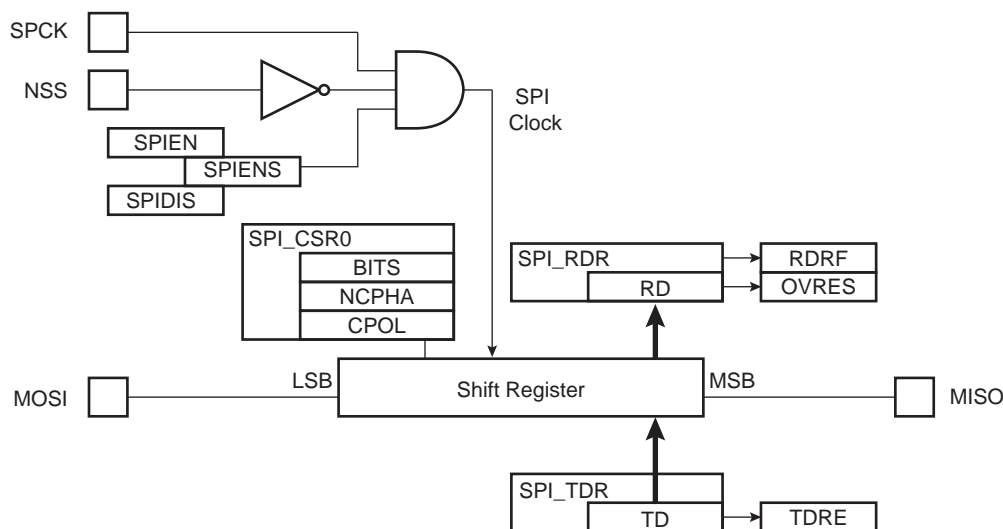 SPCK
NSS
SPI
Clock
SPIEN
SPIENS
SPIDIS
SPI_CSR0
BITS
NCPHA
CPOL
SPI_RDR
RD
RDRF
OVRES
MOSI
LSB
Shift Register
MSB
MISO
SPI_TDR
TD
TDRE